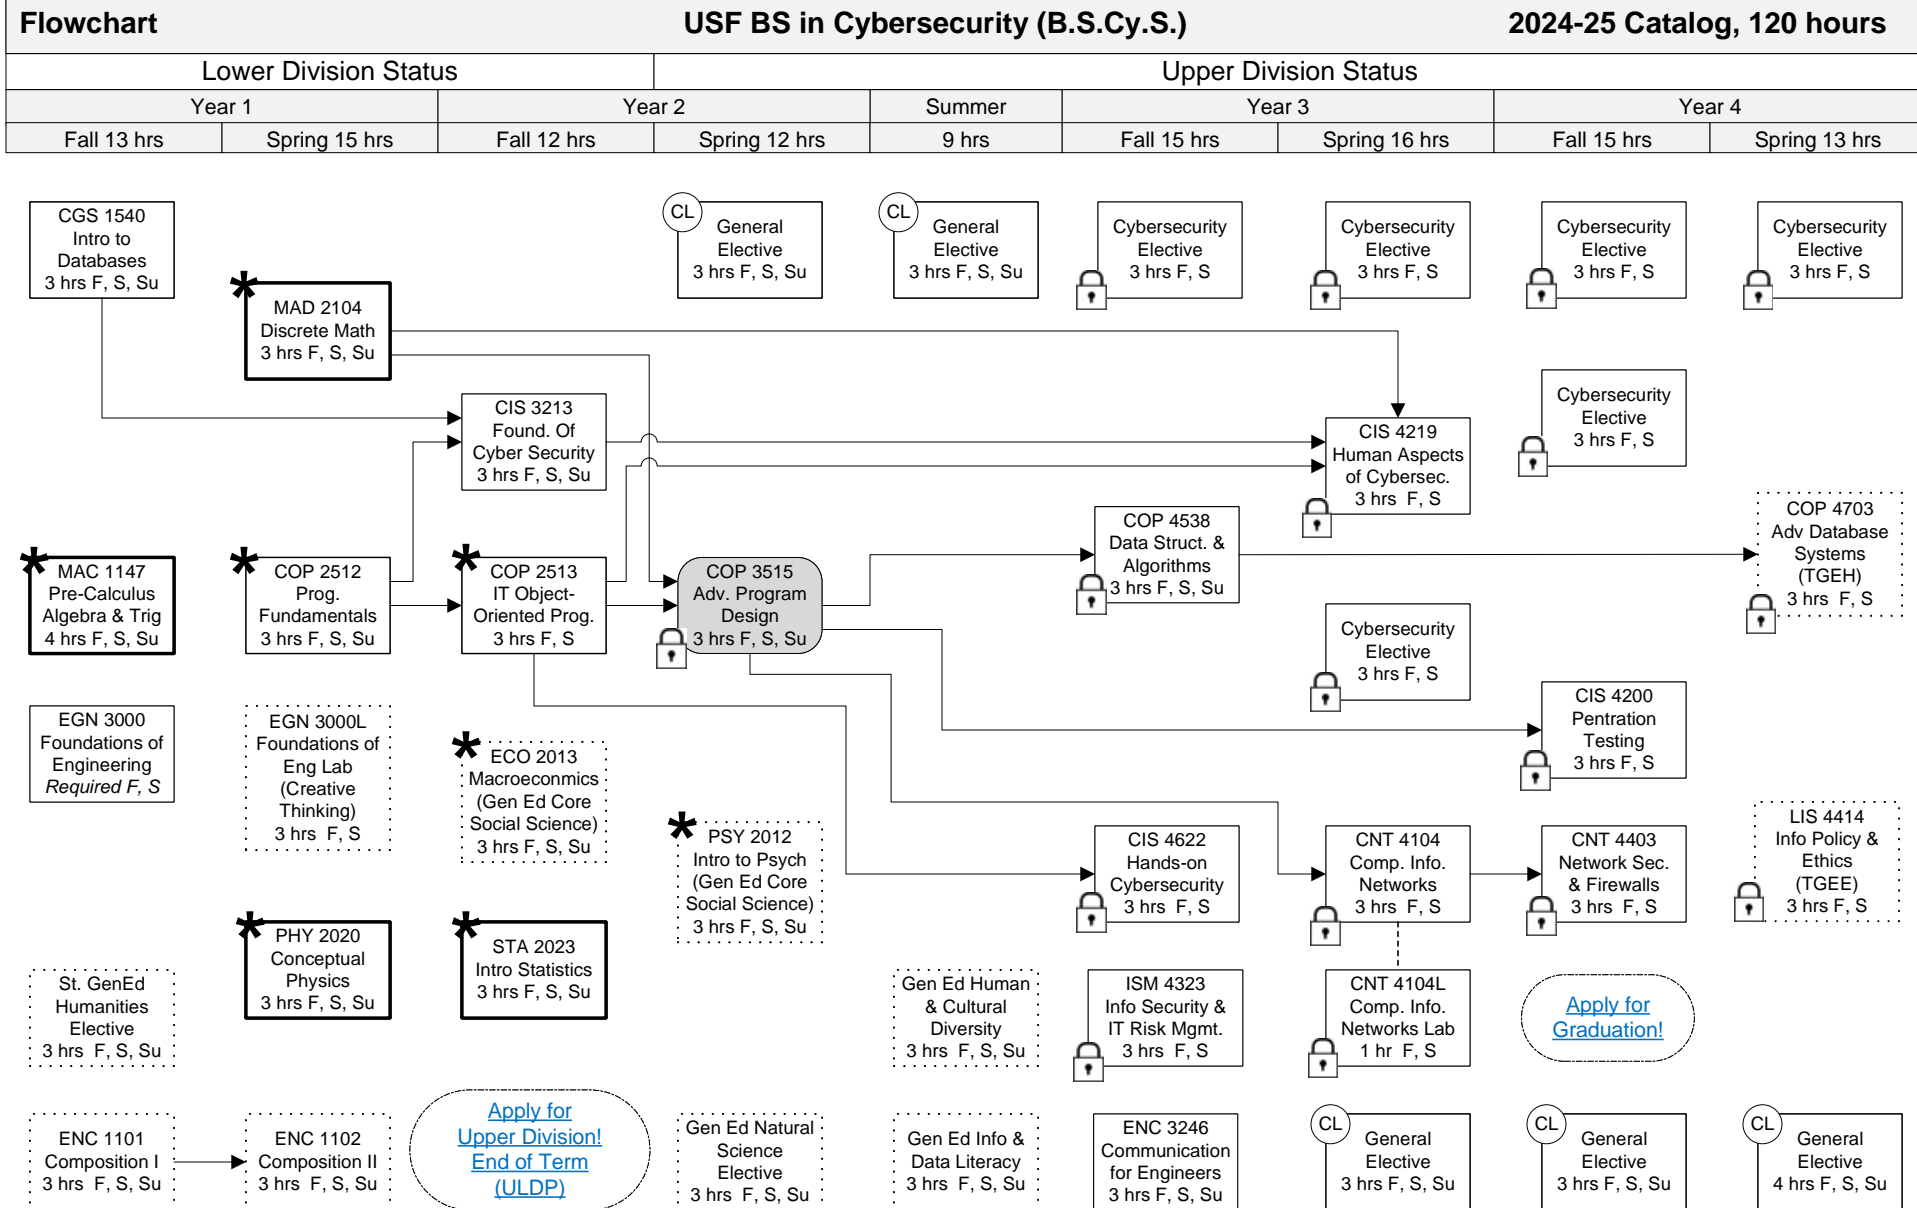 Flowchart
USF BS in Cybersecurity (B.S.Cy.S.)
2024-25 Catalog, 120 hours
Lower Division Status
Upper Division Status
Year 1
Year 2
Summer
Year 3
Year 4
Fall 13 hrs
Spring 15 hrs
Fall 12 hrs
Spring 12 hrs
9 hrs
Fall 15 hrs
Spring 16 hrs
Fall 15 hrs
Spring 13 hrs
CGS 1540
Intro to
Databases
3 hrs F, S, Su
*
MAD 2104
Discrete Math
3 hrs F, S, Su
CL
General
Elective
3 hrs F, S, Su
CL
General
Elective
3 hrs F, S, Su
Cybersecurity
Elective
3 hrs F, S
Cybersecurity
Elective
3 hrs F, S
Cybersecurity
Elective
3 hrs F, S
Cybersecurity
Elective
3 hrs F, S
CIS 3213
Found. Of
Cyber Security
3 hrs F, S, Su
CIS 4219
Human Aspects
of Cybersec.
3 hrs F, S
Cybersecurity
Elective
3 hrs F, S
*
MAC 1147
Pre-Calculus
Algebra & Trig
4 hrs F, S, Su
*
COP 2512
Prog.
Fundamentals
3 hrs F, S, Su
*
COP 2513
IT Object-
Oriented Prog.
3 hrs F, S
COP 3515
Adv. Program
Design
3 hrs F, S, Su
COP 4538
Data Struct. &
Algorithms
3 hrs F, S, Su
Cybersecurity
Elective
3 hrs F, S
COP 4703
Adv Database
Systems
(TGEH)
3 hrs F, S
EGN 3000
Foundations of
Engineering
Required F, S
EGN 3000L
Foundations of
Eng Lab
(Creative
Thinking)
3 hrs F, S
*
ECO 2013
Macroeconmics
(Gen Ed Core
Social Science)
3 hrs F, S, Su
*
PSY 2012
Intro to Psych
(Gen Ed Core
Social Science)
3 hrs F, S, Su
CIS 4200
Pentration
Testing
3 hrs F, S
CIS 4622
Hands-on
Cybersecurity
3 hrs F, S
CNT 4104
Comp. Info.
Networks
3 hrs F, S
CNT 4403
Network Sec.
& Firewalls
3 hrs F, S
LIS 4414
Info Policy &
Ethics
(TGEE)
3 hrs F, S
St. GenEd
Humanities
Elective
3 hrs F, S, Su
*
PHY 2020
Conceptual
Physics
3 hrs F, S, Su
*
STA 2023
Intro Statistics
3 hrs F, S, Su
Gen Ed Human
& Cultural
Diversity
3 hrs F, S, Su
ISM 4323
Info Security &
IT Risk Mgmt.
3 hrs F, S
CNT 4104L
Comp. Info.
Networks Lab
1 hr F, S
Apply for
Graduation!
ENC 1101
Composition I
3 hrs F, S, Su
ENC 1102
Composition II
3 hrs F, S, Su
Apply for
Upper Division!
End of Term
(ULDP)
Gen Ed Natural
Science
Elective
3 hrs F, S, Su
Gen Ed Info &
Data Literacy
3 hrs F, S, Su
ENC 3246
Communication
for Engineers
3 hrs F, S, Su
CL
General
Elective
3 hrs F, S, Su
CL
General
Elective
3 hrs F, S, Su
CL
General
Elective
4 hrs F, S, Su